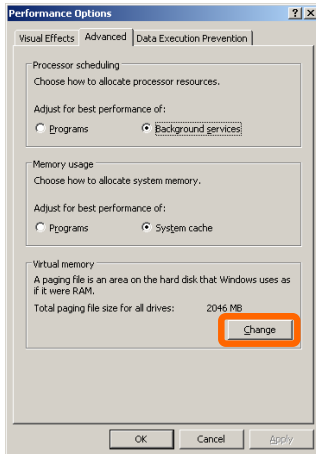 Performance Options
Visual Effects Advanced Data Execution Prevention
Processor scheduling
Choose how to allocate processor resources.
Adjust for best performance of:
Programs Background services
Memory usage
Choose how to allocate system memory.
Adjust for best performance of:
Programs System cache
Virtual memory
A paging file is an area on the hard disk that Windows uses as
if it were RAM.
Total paging file size for all drives: 2046 MB
Change
OK Cancel Apply